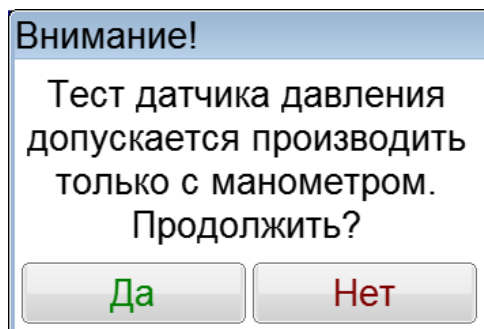 Внимание!
Тест датчика давления
допускается производить
только с манометром.
Продолжить?
Да
Нет